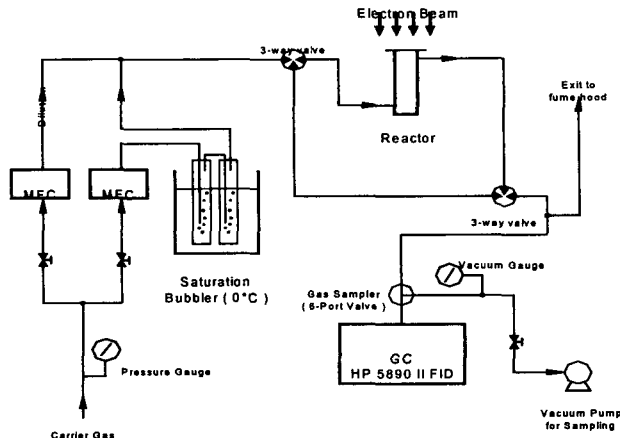 Electron Beam
3-way valve
Exit to
fume hood
Dilution
Reactor
MFC
MFC
3-way valve
Saturation
Bubbler ( 0°C )
Vacuum Gauge
Gas Sampler
( 6-Port Valve )
GC
HP 5890 II FID
Pressure Gauge
Vacuum Pump
for Sampling
Carrier Gas